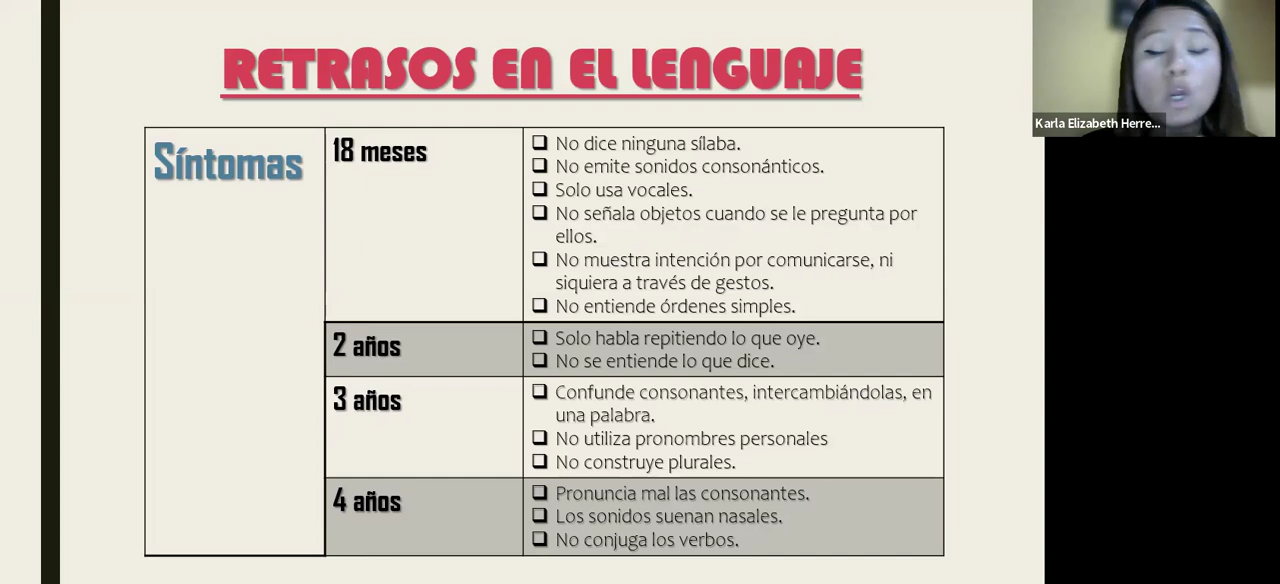 RETRASOS EN EL LENGUAJE
Karla Elizabeth Herre...
Síntomas
18 meses
No dice ninguna sílaba.
No emite sonidos consonánticos.
Solo usa vocales.
No señala objetos cuando se le pregunta por
ellos.
No muestra intención por comunicarse, ni
siquiera a través de gestos.
No entiende órdenes simples.
2 años
Solo habla repitiendo lo que oye.
No se entiende lo que dice.
3 años
Confunde consonantes, intercambiándolas, en
una palabra.
No utiliza pronombres personales
No construye plurales.
4 años
Pronuncia mal las consonantes.
Los sonidos suenan nasales.
No conjuga los verbos.